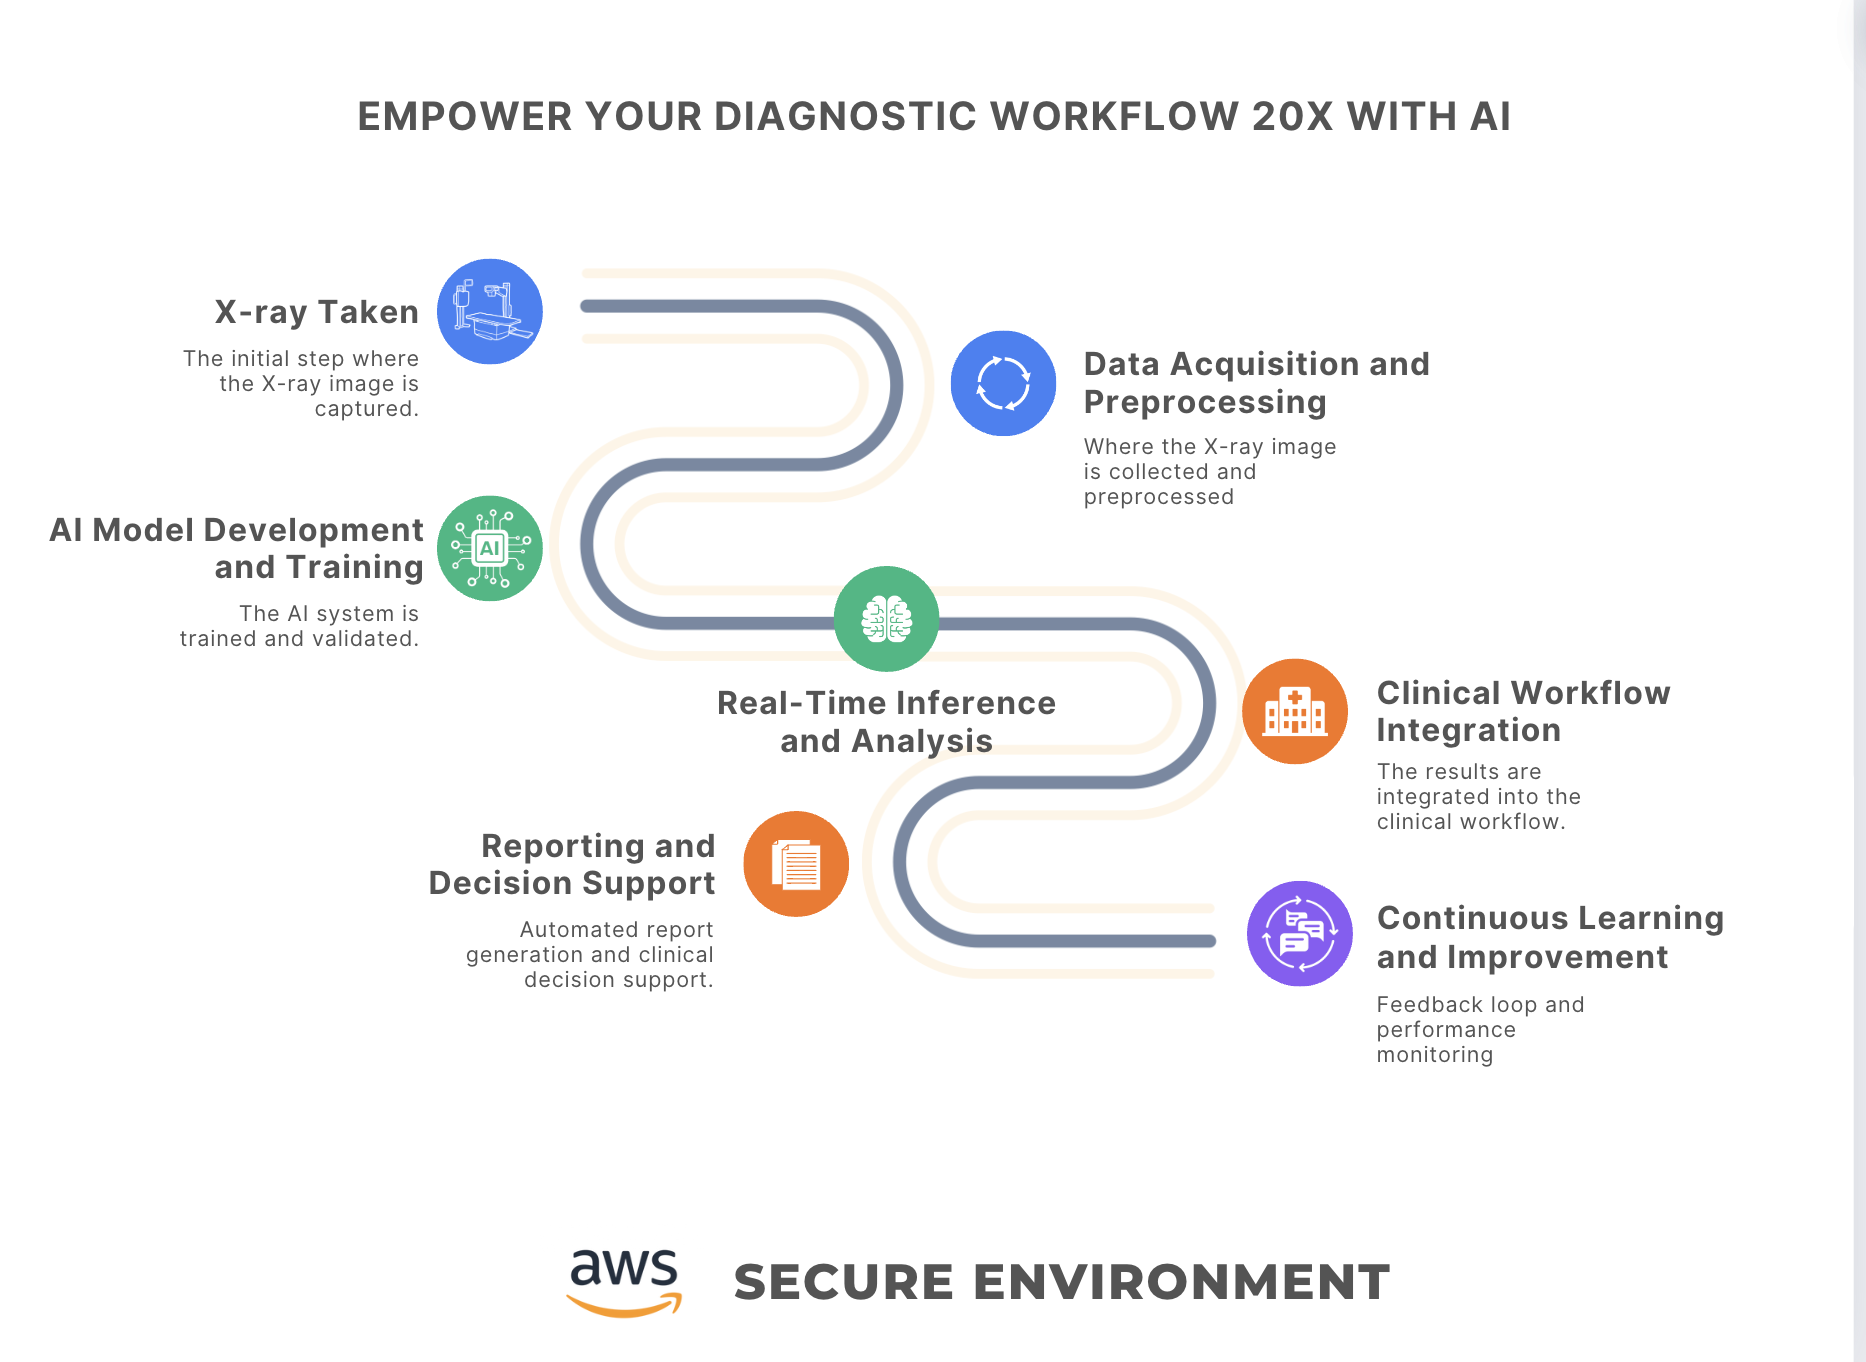 EMPOWER YOUR DIAGNOSTIC WORKFLOW 20X WITH AI
X-ray Taken
The initial step where
the X-ray image is
captured.
Data Acquisition and
Preprocessing
Where the X-ray image
is collected and
preprocessed
AI Model Development
and Training
The AI system is
trained and validated.
AI
Real-Time Inference
and Analysis
Clinical Workflow
Integration
The results are
integrated into the
clinical workflow.
Reporting and
Decision Support
Automated report
generation and clinical
decision support.
Continuous Learning
and Improvement
Feedback loop and
performance
monitoring
aws
SECURE ENVIRONMENT